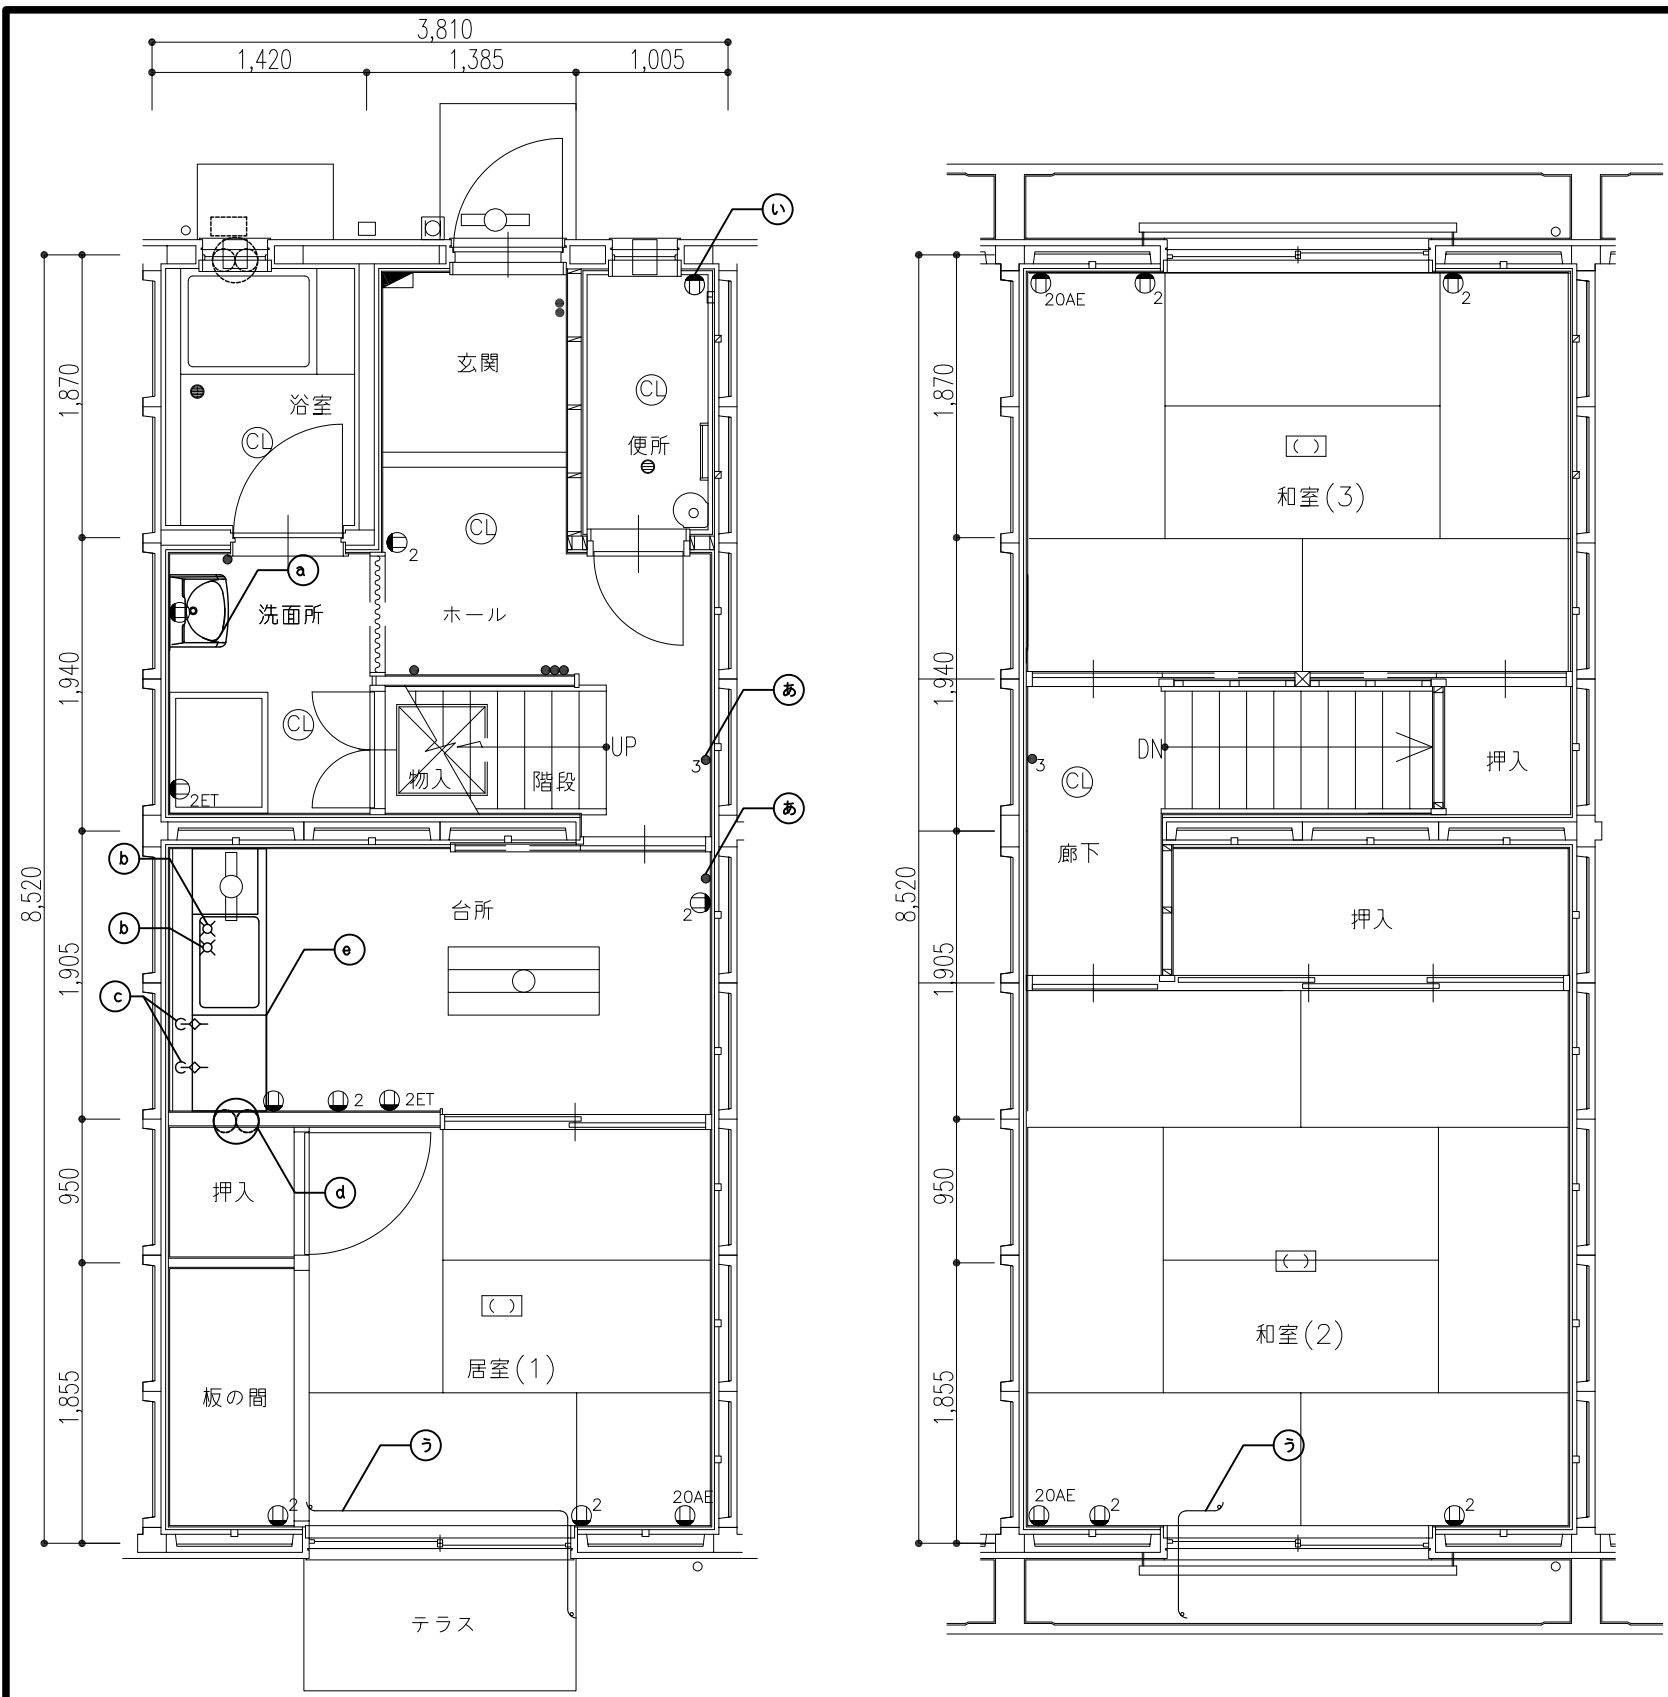 3,810
1,420
1,385
1,005
い
1,870
玄関
CL
浴室
CL
便所
CL
2
a
洗面所
ホール
1,940
CL
あ
UP
3
物入
階段
2ET
あ
b
8,520
台所
2
b
e
1,905
c
2
2ET
950
押入
d
居室(1)
1,855
板の間
う
2
2
20AE
テラス
20AE
2
2
1,870
和室(3)
1,940
DN
3
CL
押入
廊下
8,520
押入
1,905
950
和室(2)
1,855
う
20AE
2
2